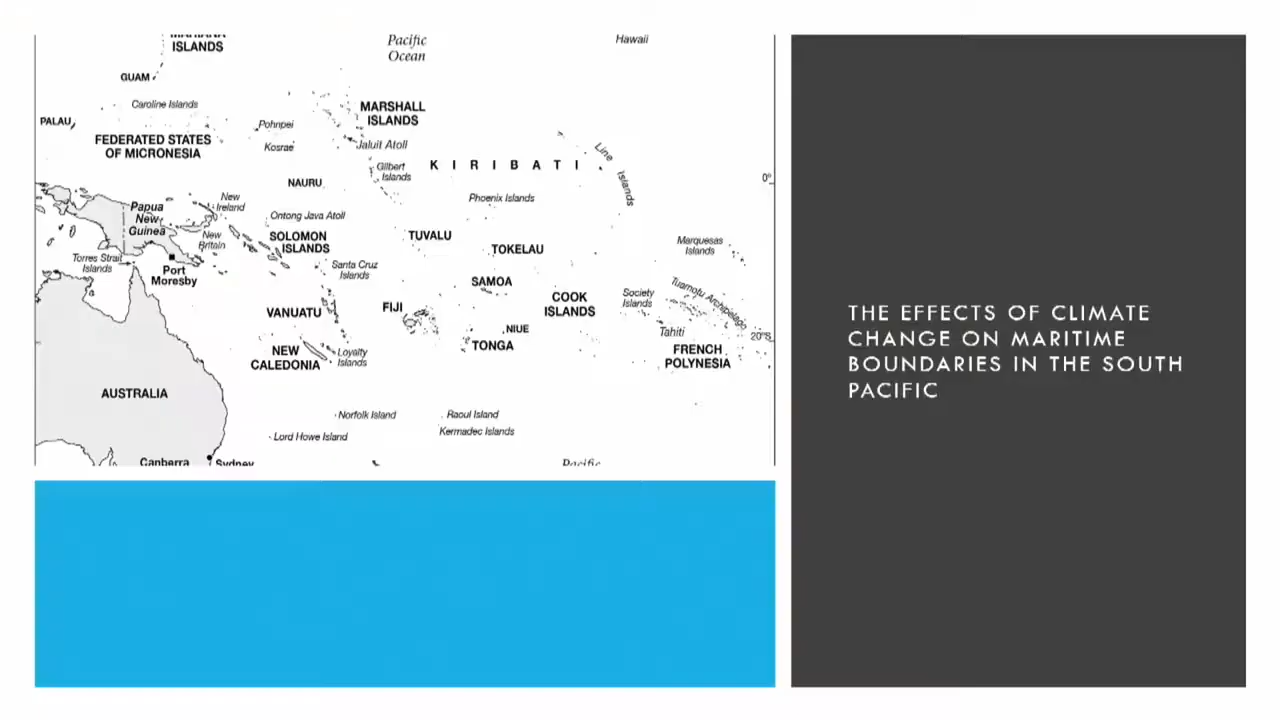 MARIANA
ISLANDS
Pacific
Ocean
Hawaii
GUAM
Caroline Islands
PALAU
MARSHALL
ISLANDS
Pohnpei
FEDERATED STATES
OF MICRONESIA
Kosrae
Jaluit Atoll
Line
Islands
Gilbert
Islands
KIRIBATI
0°
NAURU
New
Ireland
Phoenix Islands
Papua
New
Guinea
Ontong Java Atoll
New
Britain
SOLOMON
ISLANDS
TUVALU
TOKELAU
Marquesas
Islands
Torres Strait
Islands
Port
Moresby
Santa Cruz
Islands
SAMOA
Society
Islands
Tuamotu Archipelago
COOK
ISLANDS
VANUATU
FIJI
NIUE
Tahiti
20°S
TONGA
NEW
CALEDONIA
Loyalty
Islands
FRENCH
POLYNESIA
AUSTRALIA
Norfolk Island
Raoul Island
Lord Howe Island
Kermadec Islands
Canberra
Sydney
Pacific
THE EFFECTS OF CLIMATE
CHANGE ON MARITIME
BOUNDARIES IN THE SOUTH
PACIFIC